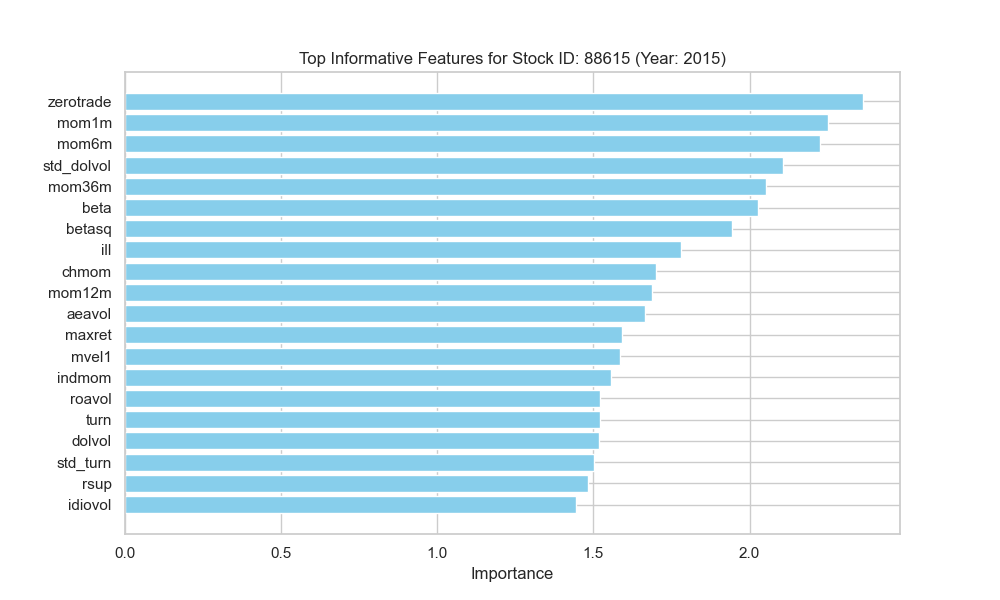 Top Informative Features for Stock ID: 88615 (Year: 2015)
zerotrade
mom1m
mom6m
std_dolvol
mom36m
beta
betasq
ill
chmom
mom12m
aeavol
maxret
mvel1
indmom
roavol
turn
dolvol
std_turn
rsup
idiovol
0.0 0.5 1.0 1.5 2.0
Importance